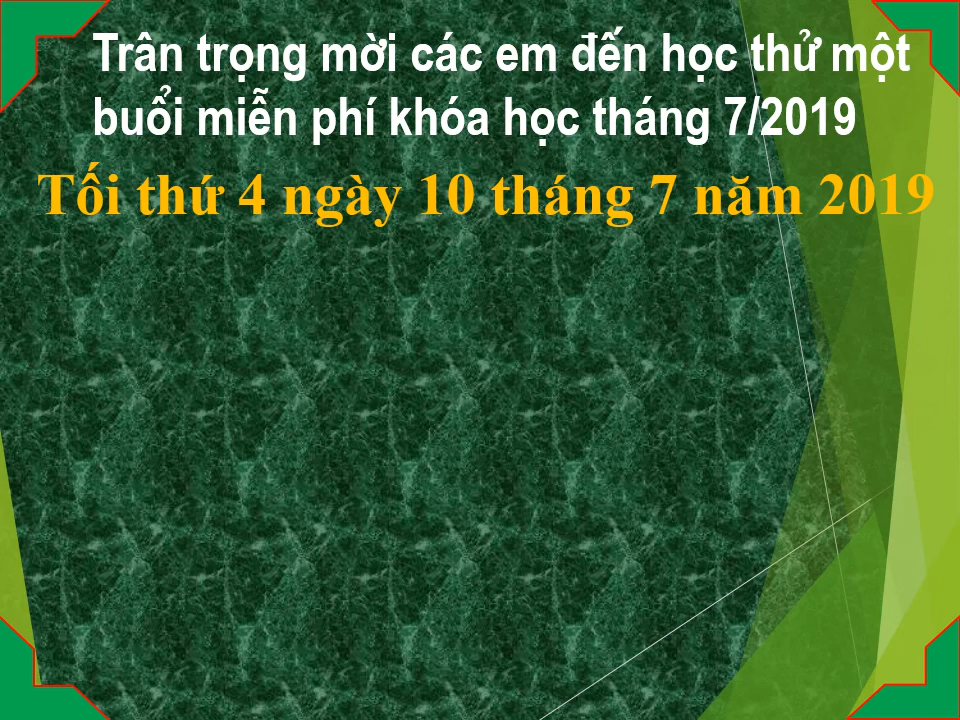 Trân trọng mời các em đến học thử một
buổi miễn phí khóa học tháng 7/2019
Tối thứ 4 ngày 10 tháng 7 năm 2019